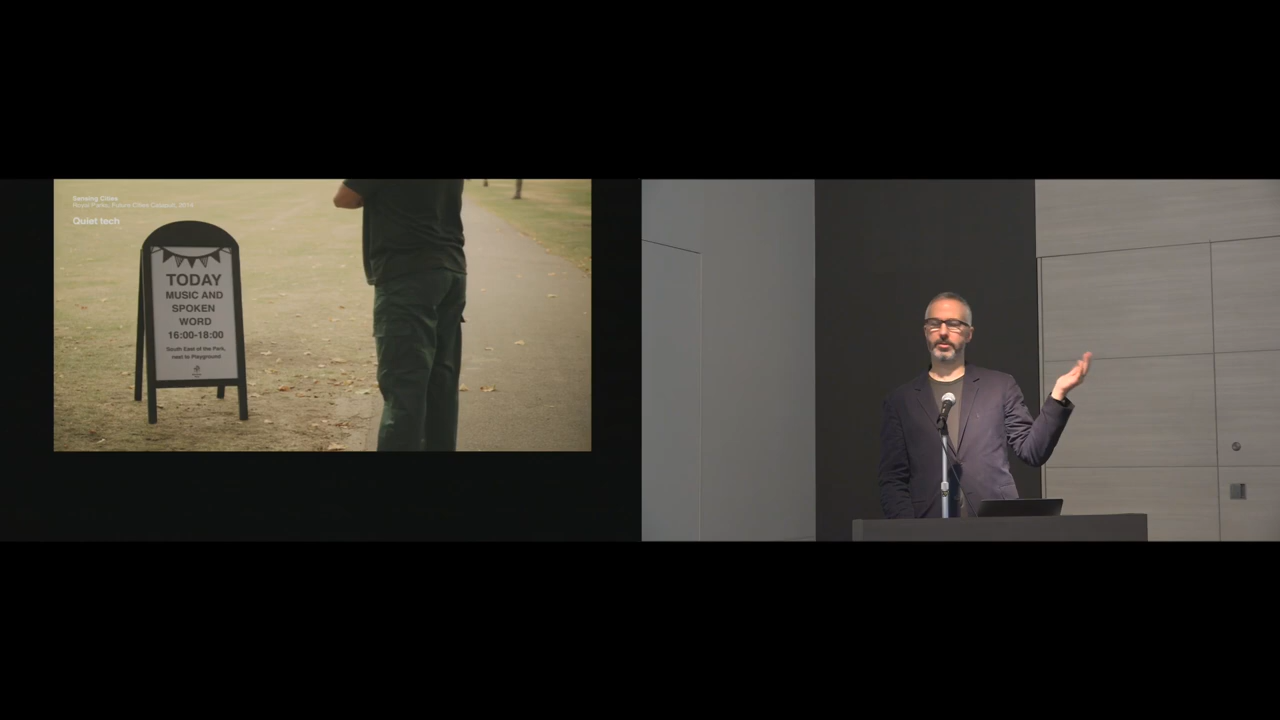 Sensing Cities
Quiet tech
TODAY
MUSIC AND
SPOKEN
WORD
16:00-18:00
South East of the Park,
next to Playground